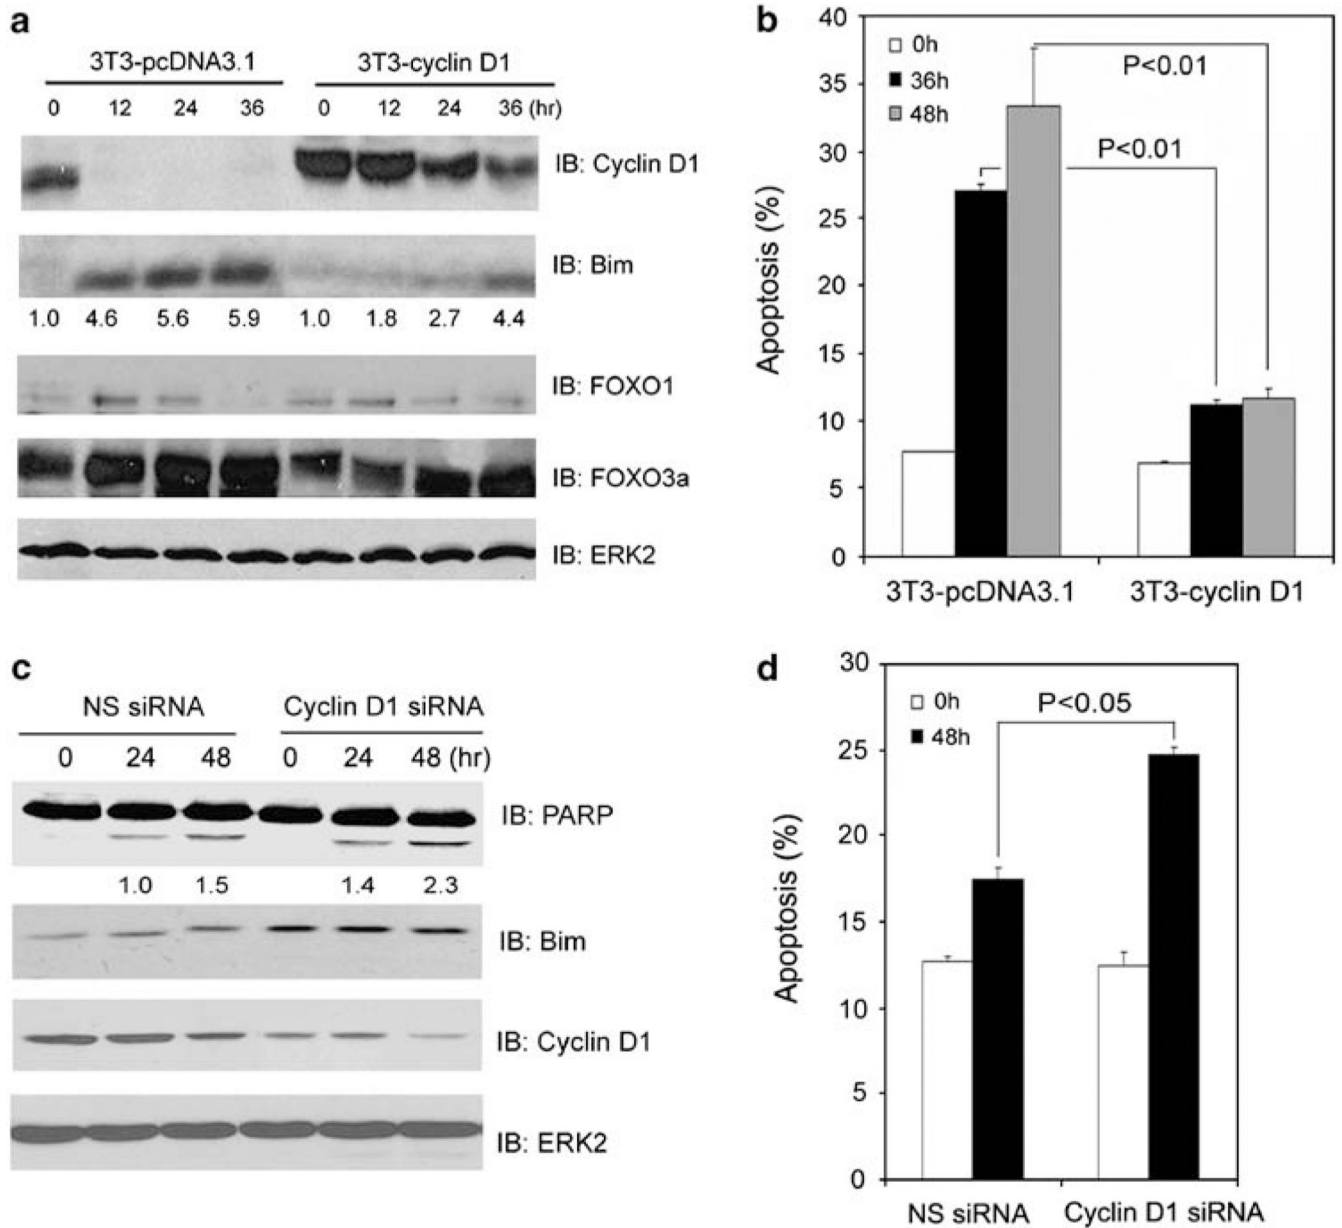 a
3T3-pcDNA3.1 3T3-cyclin D1
0 12 24 36 0 12 24 36 (hr)
IB: Cyclin D1
IB: Bim
1.0 4.6 5.6 5.9 1.0 1.8 2.7 4.4
IB: FOXO1
IB: FOXO3a
IB: ERK2
b
40
35
30
25
20
15
10
5
0
Apoptosis (%)
0h
36h
48h
P<0.01
P<0.01
3T3-pcDNA3.1 3T3-cyclin D1
c
NS siRNA Cyclin D1 siRNA
0 24 48 0 24 48 (hr)
IB: PARP
1.0 1.5 1.4 2.3
IB: Bim
IB: Cyclin D1
IB: ERK2
d
30
25
20
15
10
5
0
Apoptosis (%)
0h
48h
P<0.05
NS siRNA Cyclin D1 siRNA